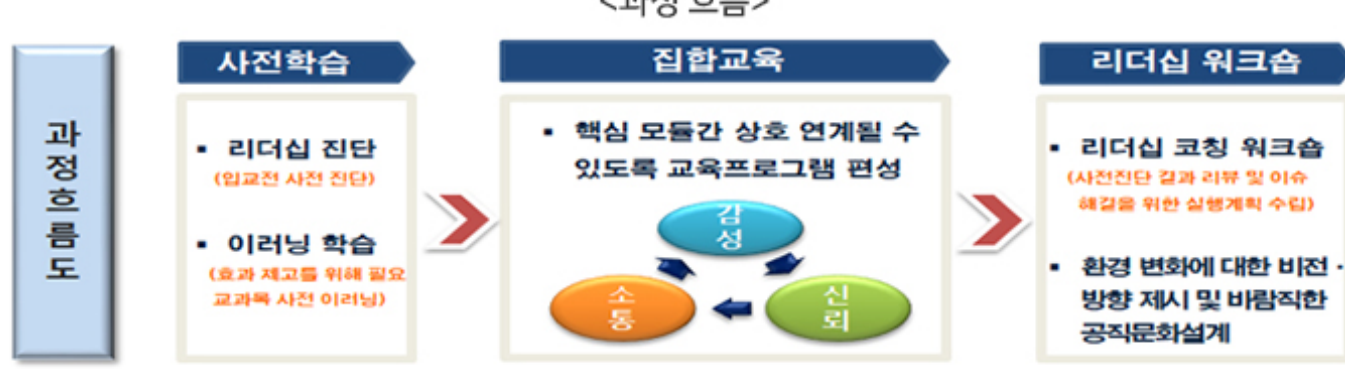 <과정 흐름>
과정흐름도
사전학습
▪ 리더십 진단
(입교전 사전 진단)
▪ 이러닝 학습
(효과 제고를 위해 필요
교과목 사전 이러닝)
집합교육
▪ 핵심 모듈간 상호 연계될 수
있도록 교육프로그램 편성
감성
소통
신뢰
리더십 워크숍
▪ 리더십 코칭 워크숍
(사전진단 결과 리뷰 및 이슈
해결을 위한 실행계획 수립)
▪ 환경 변화에 대한 비전 ·
방향 제시 및 바람직한
공직문화설계